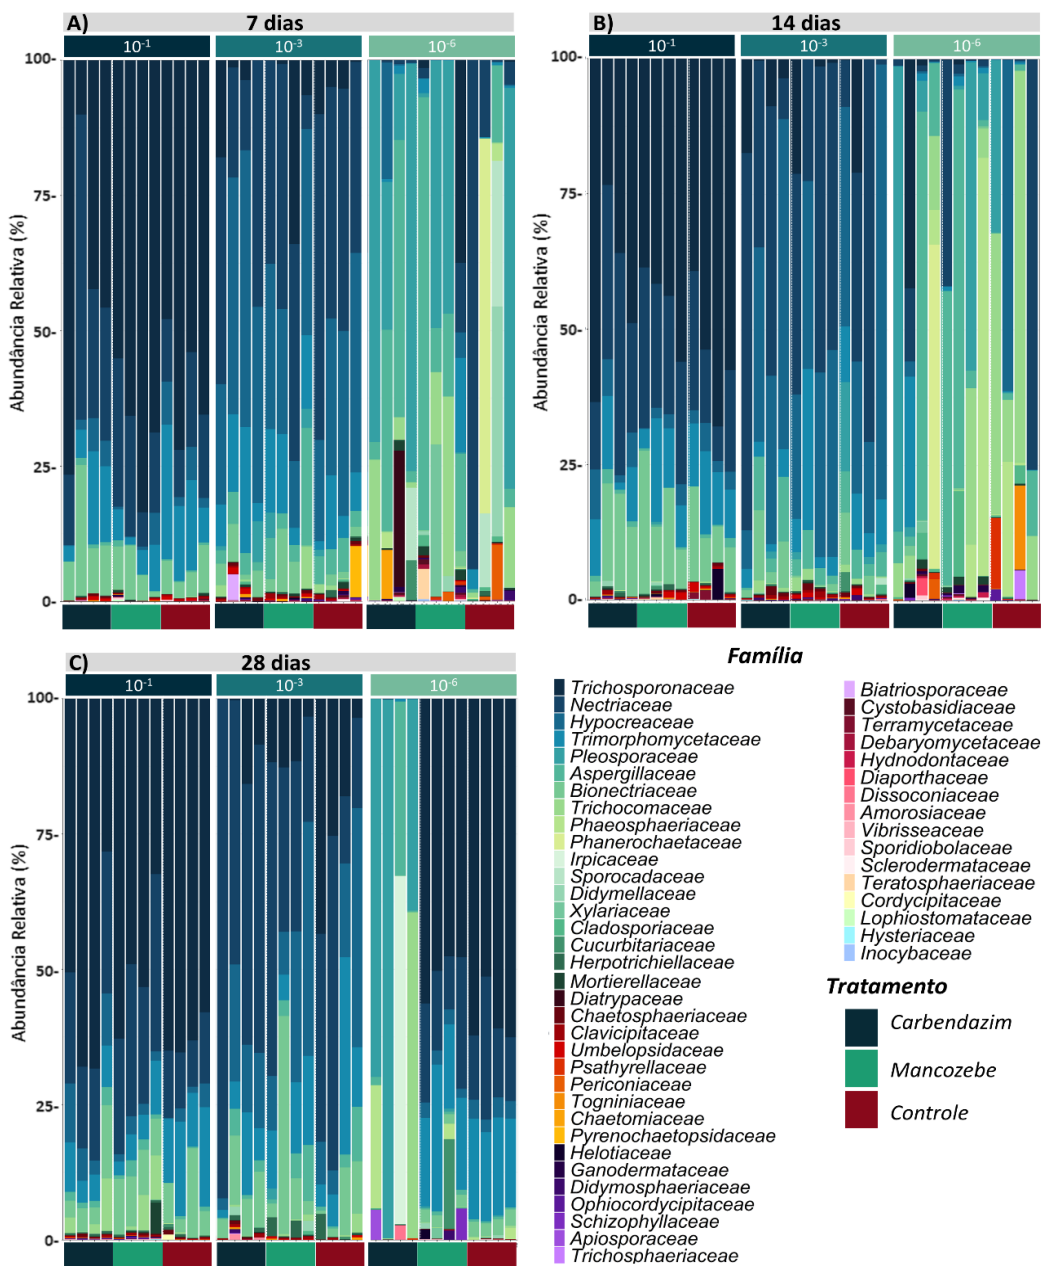 A) 7 dias
10-1 10-3 10-6
Abundância Relativa (%)
100-
75-
50-
25-
0-
B) 14 dias
10-1 10-3 10-6
Abundância Relativa (%)
100-
75-
50-
25-
0-
C) 28 dias
10-1 10-3 10-6
Abundância Relativa (%)
100-
75-
50-
25-
0-
Família
Trichosporonaceae
Nectriaceae
Hypocreaceae
Trimorphomycetaceae
Pleosporaceae
Aspergillaceae
Bionectriaceae
Trichocomaceae
Phaeosphaeriaceae
Phanerochaetaceae
Irpicaceae
Sporocadaceae
Didymellaceae
Xylariaceae
Cladosporiaceae
Cucurbitariaceae
Herpotrichiellaceae
Mortierellaceae
Diatrypaceae
Chaetosphaeriaceae
Clavicipitaceae
Umbelopsidaceae
Psathyrellaceae
Periconiaceae
Togniniaceae
Chaetomiaceae
Pyrenochaetopsidaceae
Helotiaceae
Ganodermataceae
Didymosphaeriaceae
Ophiocordycipitaceae
Schizophyllaceae
Apiosporaceae
Trichosphaeriaceae
Biatriosporaceae
Cystobasidiaceae
Terramycetaceae
Debaryomycetaceae
Hydnodontaceae
Diaporthaceae
Dissoconiaceae
Amorosiaceae
Vibrisseaceae
Sporidiobolaceae
Sclerodermataceae
Teratosphaeriaceae
Cordycipitaceae
Lophiostomataceae
Hysteriaceae
Inocybaceae
Tratamento
Carbendazim
Mancozebe
Controle